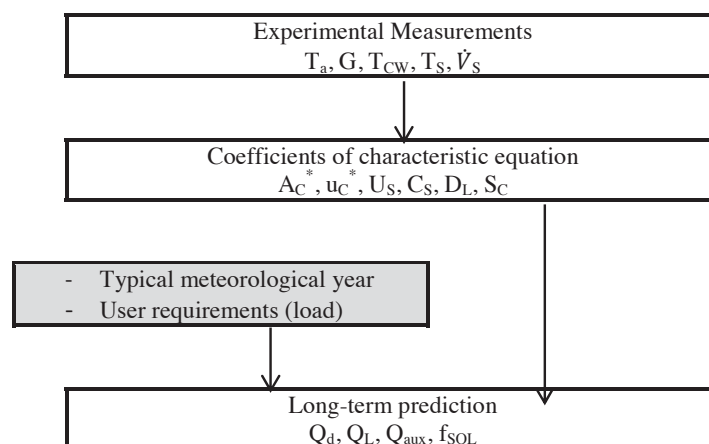 Experimental Measurements
T_a, G, T_CW, T_S, V̇_S
Coefficients of characteristic equation
A_C^*, u_C^*, U_S, C_S, D_L, S_C
- Typical meteorological year
- User requirements (load)
Long-term prediction
Q_d, Q_L, Q_aux, f_SOL